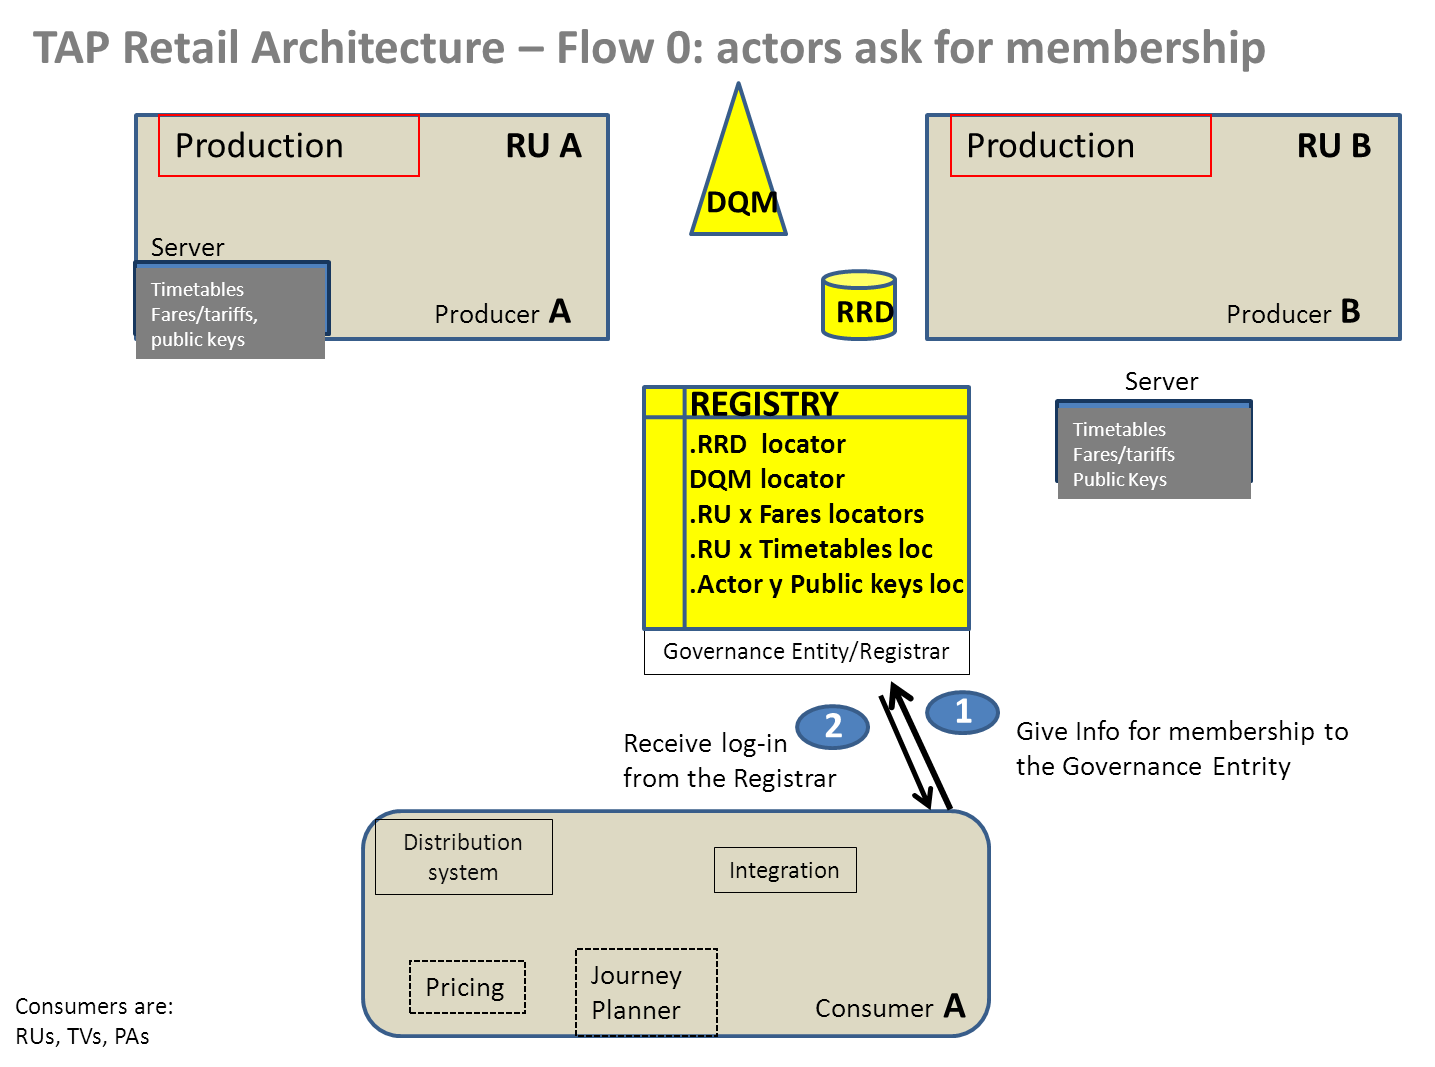 TAP Retail Architecture – Flow 0: actors ask for membership
Production
RU A
Server
Timetables
Fares/tariffs,
public keys
Producer A
DQM
RRD
Production
RU B
Producer B
Server
Timetables
Fares/tariffs
Public Keys
REGISTRY
.RRD  locator
DQM locator
.RU x Fares locators
.RU x Timetables loc
.Actor y Public keys loc
Governance Entity/Registrar
1
2
Give Info for membership to
the Governance Entrity
Receive log-in
from the Registrar
Distribution
system
Integration
Pricing
Journey
Planner
Consumer A
Consumers are:
RUs, TVs, PAs